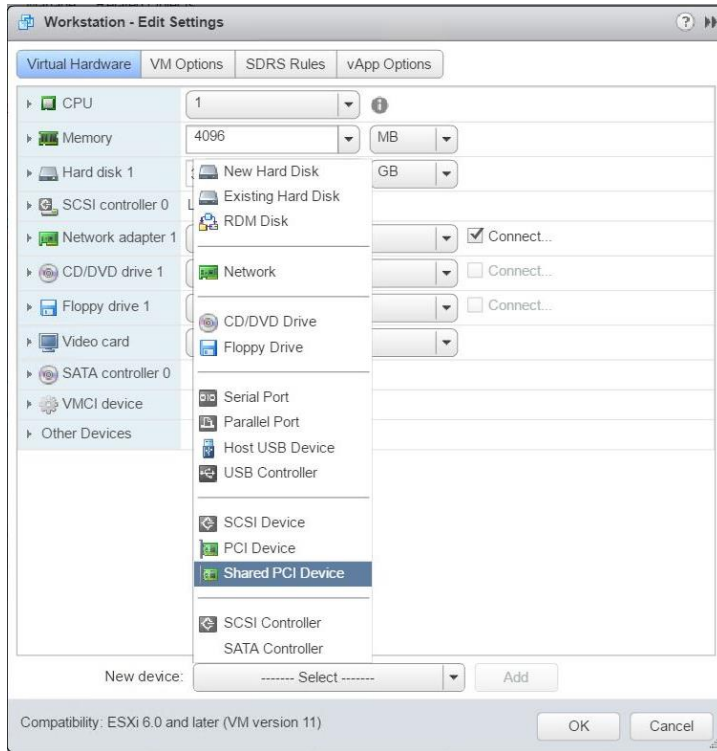 Workstation - Edit Settings
Virtual Hardware VM Options SDRS Rules vApp Options
CPU 1
Memory 4096 MB
Hard disk 1 GB
SCSI controller 0
Network adapter 1 Connect...
CD/DVD drive 1 Connect...
Floppy drive 1 Connect...
Video card
SATA controller 0
VMCI device
Other Devices
New Hard Disk
Existing Hard Disk
RDM Disk
Network
CD/DVD Drive
Floppy Drive
Serial Port
Parallel Port
Host USB Device
USB Controller
SCSI Device
PCI Device
Shared PCI Device
SCSI Controller
SATA Controller
New device: ------- Select ------- Add
Compatibility: ESXi 6.0 and later (VM version 11) OK Cancel